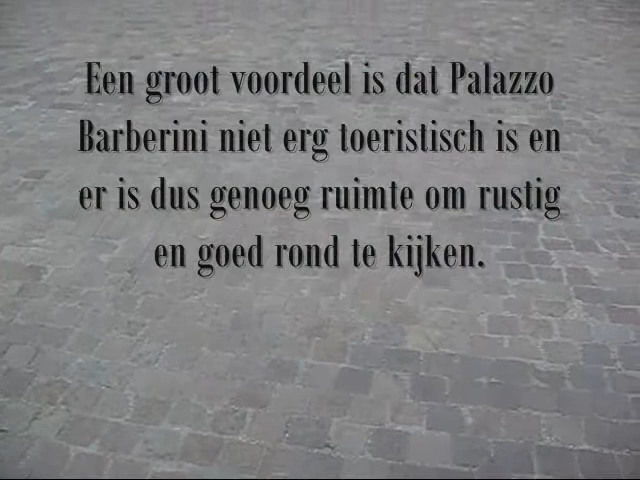 Een groot voordeel is dat Palazzo
Barberini niet erg toeristisch is en
er is dus genoeg ruimte om rustig
en goed rond te kijken.